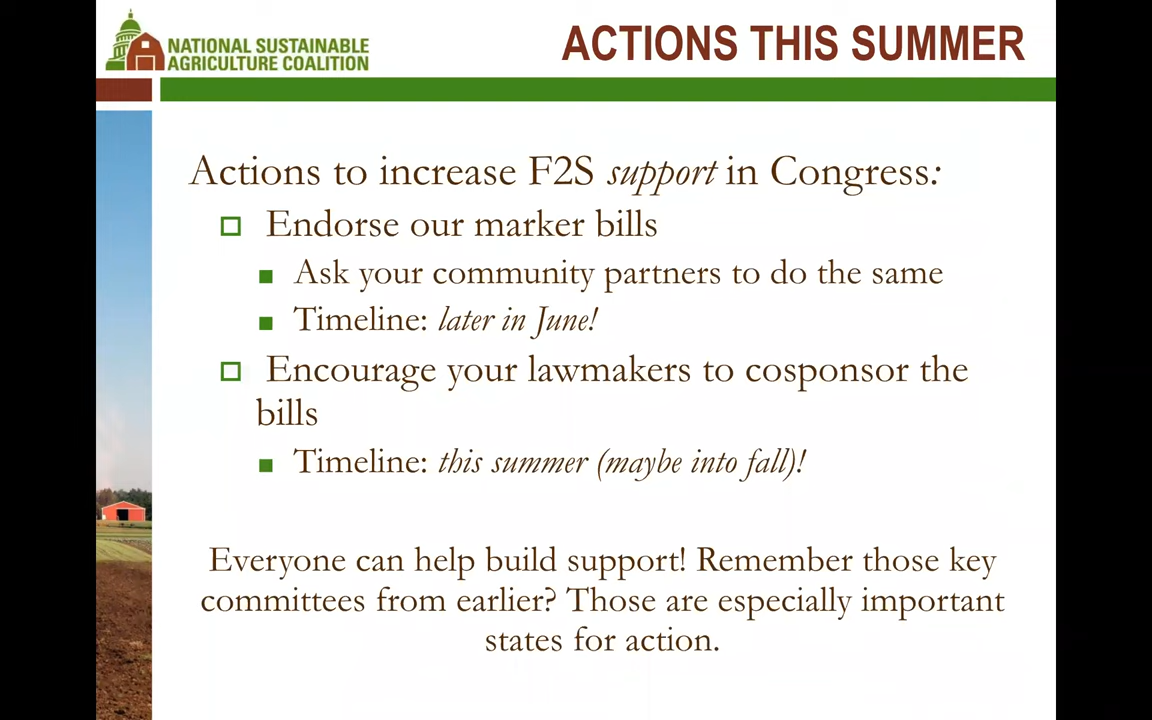 NATIONAL SUSTAINABLE
AGRICULTURE COALITION
ACTIONS THIS SUMMER
Actions to increase F2S support in Congress:
Endorse our marker bills
Ask your community partners to do the same
Timeline: later in June!
Encourage your lawmakers to cosponsor the
bills
Timeline: this summer (maybe into fall)!
Everyone can help build support! Remember those key
committees from earlier? Those are especially important
states for action.